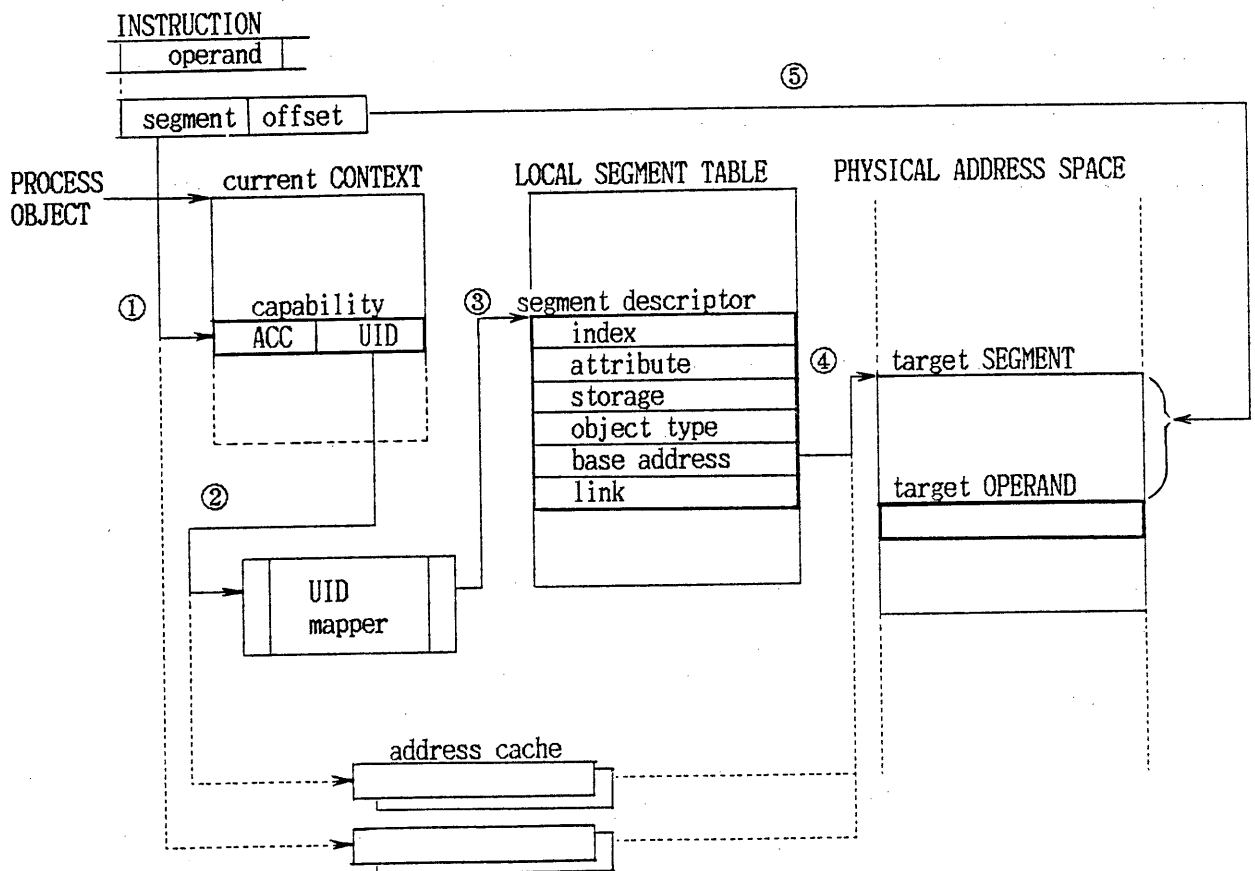 INSTRUCTION
operand
⑤
segment offset
PROCESS
OBJECT
current CONTEXT
LOCAL SEGMENT TABLE
PHYSICAL ADDRESS SPACE
①
capability
ACC UID
③
segment descriptor
index
attribute
storage
object type
base address
link
④
target SEGMENT
target OPERAND
②
UID
mapper
address cache